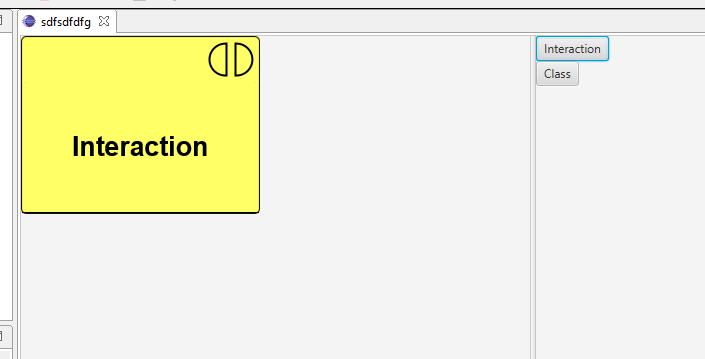 sdfsdfdfg
Interaction
Class
Interaction